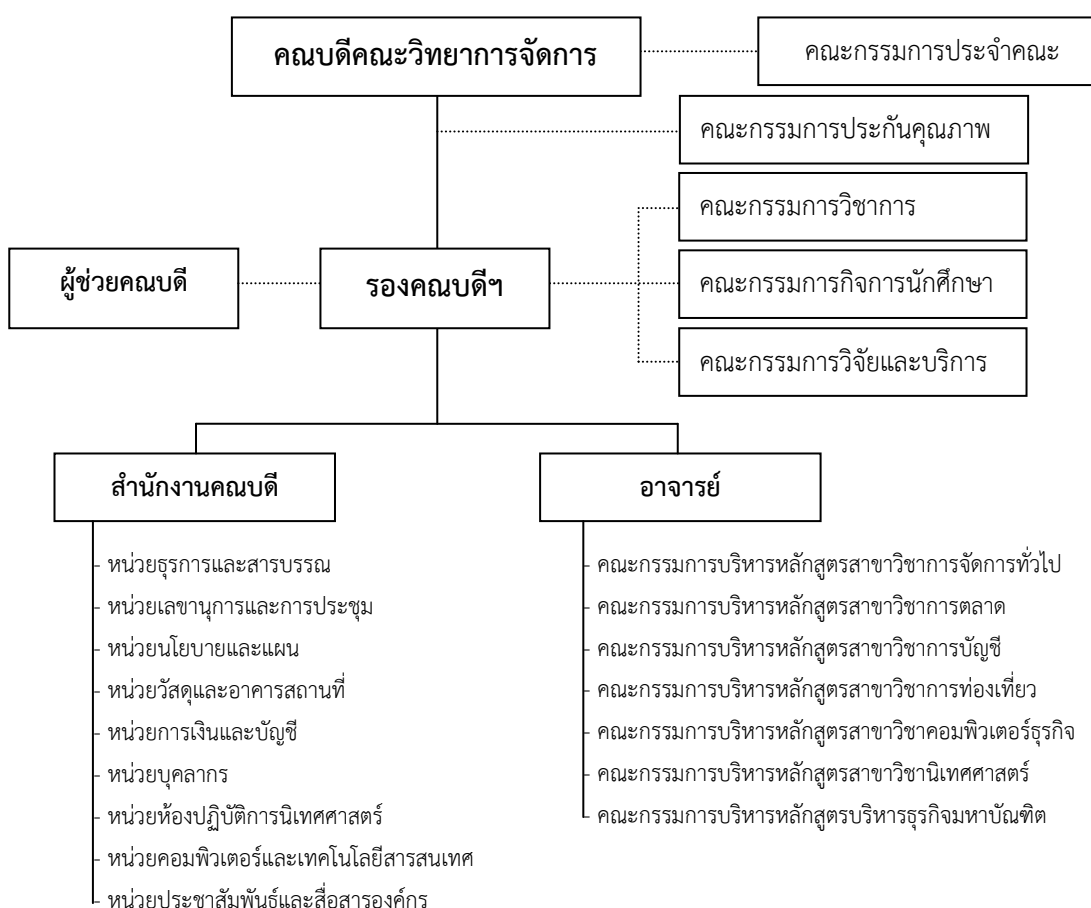 คณบดีคณะวิทยาการจัดการ
คณะกรรมการประจำคณะ
คณะกรรมการประกันคุณภาพ
คณะกรรมการวิชาการ
ผู้ช่วยคณบดี
รองคณบดีฯ
คณะกรรมการกิจการนักศึกษา
คณะกรรมการวิจัยและบริการ
สำนักงานคณบดี
- หน่วยธุรการและสารบรรณ
- หน่วยเลขานุการและการประชุม
- หน่วยนโยบายและแผน
- หน่วยวัสดุและอาคารสถานที่
- หน่วยการเงินและบัญชี
- หน่วยบุคลากร
- หน่วยห้องปฏิบัติการนิเทศศาสตร์
- หน่วยคอมพิวเตอร์และเทคโนโลยีสารสนเทศ
- หน่วยประชาสัมพันธ์และสื่อสารองค์กร
อาจารย์
- คณะกรรมการบริหารหลักสูตรสาขาวิชาการจัดการทั่วไป
- คณะกรรมการบริหารหลักสูตรสาขาวิชาการตลาด
- คณะกรรมการบริหารหลักสูตรสาขาวิชาการบัญชี
- คณะกรรมการบริหารหลักสูตรสาขาวิชาการท่องเที่ยว
- คณะกรรมการบริหารหลักสูตรสาขาวิชาคอมพิวเตอร์ธุรกิจ
- คณะกรรมการบริหารหลักสูตรสาขาวิชานิเทศศาสตร์
- คณะกรรมการบริหารหลักสูตรบริหารธุรกิจมหาบัณฑิต